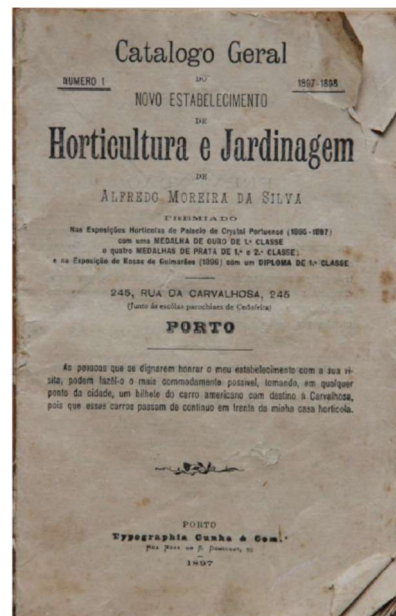 Catalogo Geral
DO
NUMERO 1
1897-1898
NOVO ESTABELECIMENTO
DE
Horticultura e Jardinagem
DE
ALFREDO MOREIRA DA SILVA
PREMIADO
Nas Exposições Horticolas do Palacio de Crystal Portuense (1896-1897)
com uma MEDALHA DE OURO DE 1.ª CLASSE
e quatro MEDALHAS DE PRATA DE 1.ª e 2.ª CLASSE;
e na Exposição de Rosas de Guimarães (1896) com um DIPLOMA DE 1.ª CLASSE
245, RUA DA CARVALHOSA, 245
(Junto ás escólas parochiaes de Cedofeita)
PORTO
As pessoas que se dignarem honrar o meu estabelecimento com a sua vi-
sita, podem fazêl-o o mais commodamente possivel, tomando, em qualquer
ponto da cidade, um bilhete do carro americano com destino á Carvalhosa,
pois que esses carros passam de continuo em frente da minha casa horticola.
PORTO
Typographia Cunha & Com.ª
1897